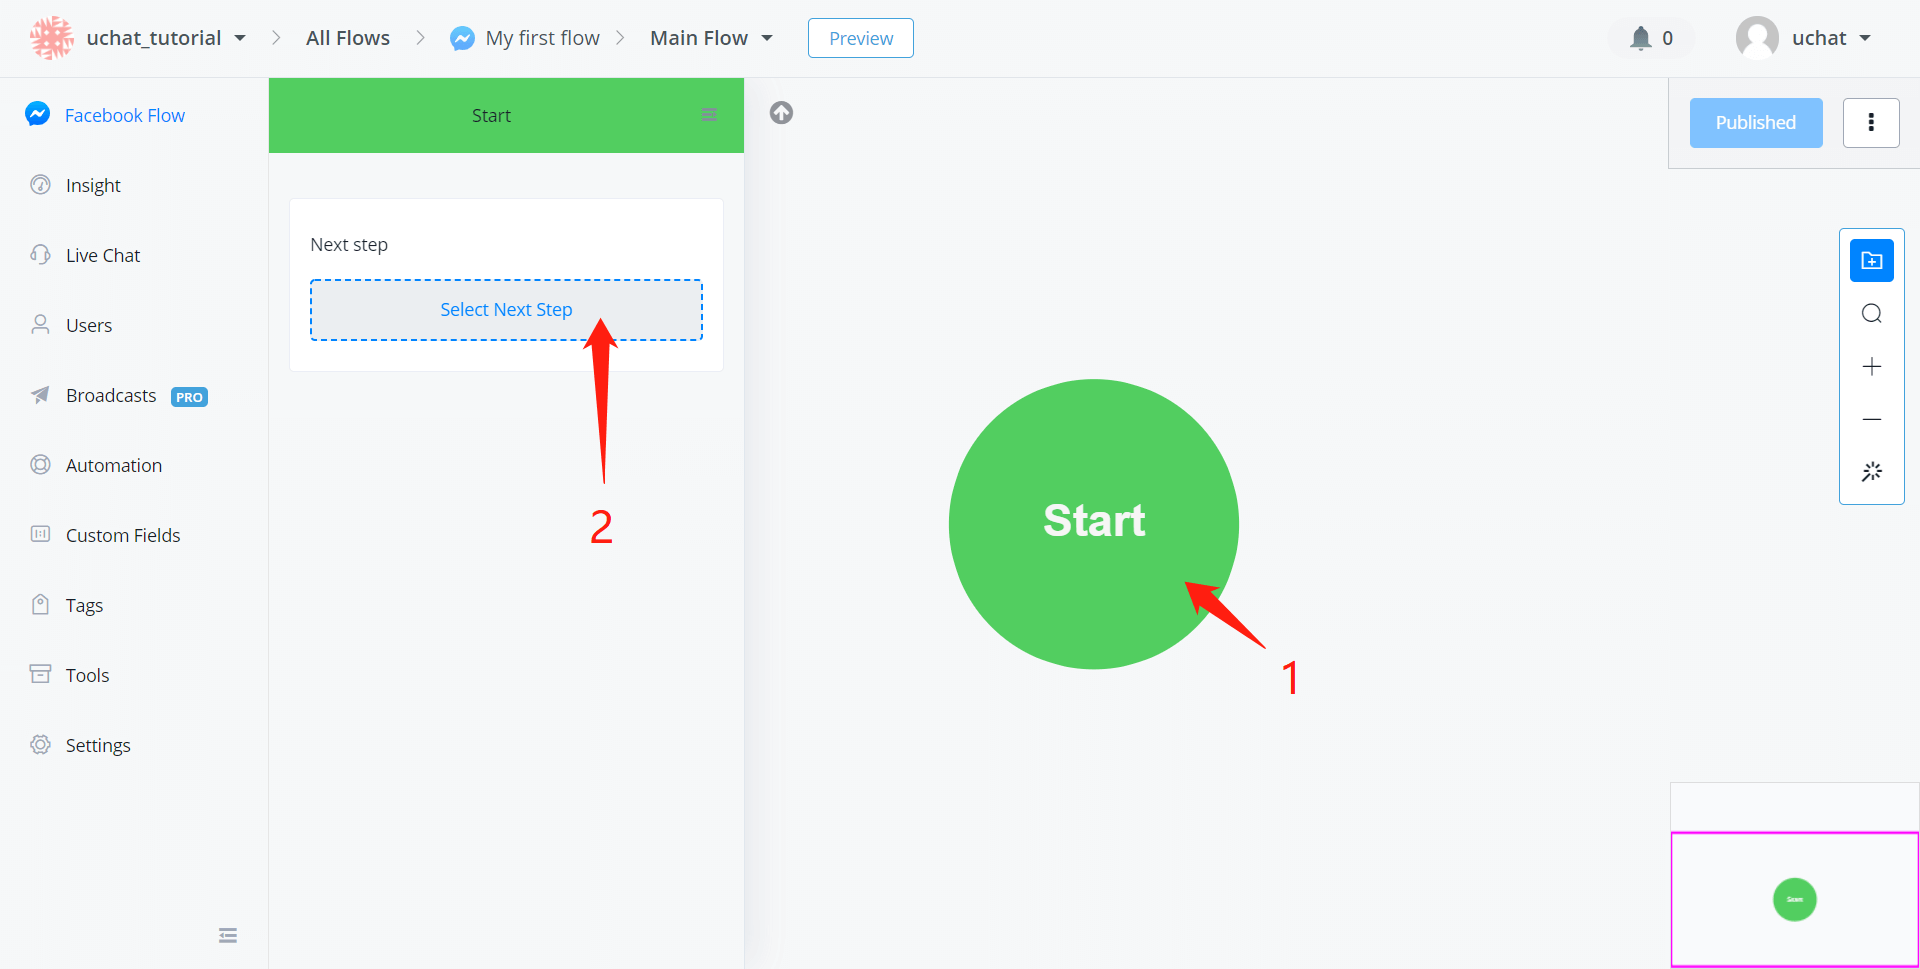 uchat_tutorial All Flows My first flow Main Flow Preview 0 uchat
Facebook Flow
Insight
Live Chat
Users
Broadcasts PRO
Automation
Custom Fields
Tags
Tools
Settings
Start
Next step
Select Next Step
2
Published
Start
1
Start